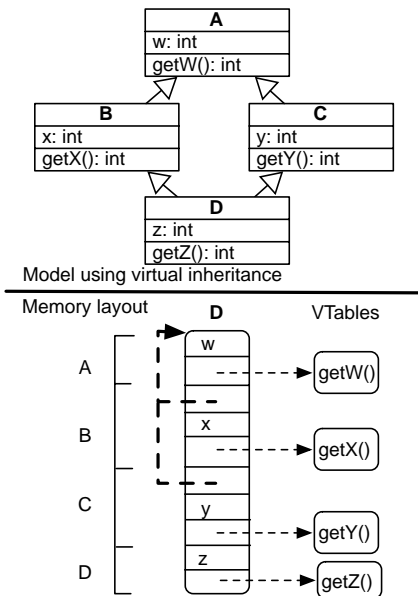 A
w: int
getW(): int
B
x: int
getX(): int
C
y: int
getY(): int
D
z: int
getZ(): int
Model using virtual inheritance
Memory layout
D
VTables
A
w
getW()
B
x
getX()
C
y
getY()
D
z
getZ()